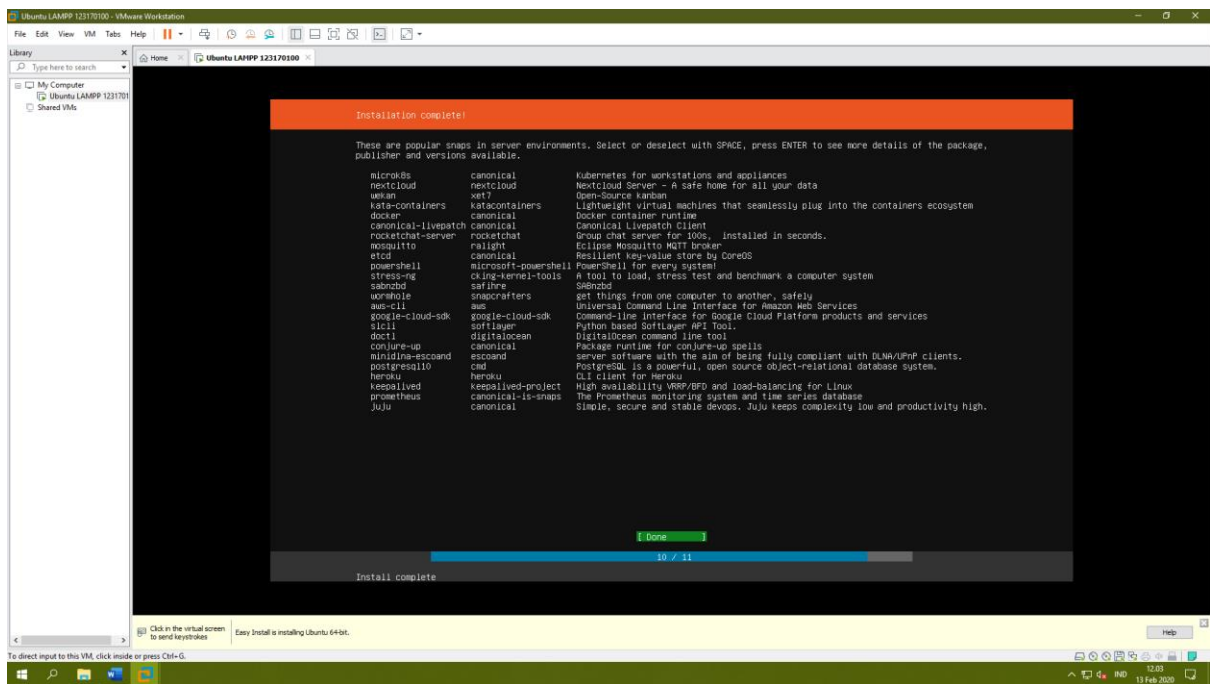 Ubuntu LAMPP 123170100 - VMware Workstation
File Edit View VM Tabs Help
Library
Type here to search
My Computer
Ubuntu LAMPP 1231701
Shared VMs
Home
Ubuntu LAMPP 123170100
Installation complete!
These are popular snaps in server environments. Select or deselect with SPACE, press ENTER to see more details of the package,
publisher and versions available.
microk8s canonical Kubernetes for workstations and appliances
nextcloud nextcloud Nextcloud Server - A safe home for all your data
wekan xet7 Open-Source kanban
kata-containers katacontainers Lightweight virtual machines that seamlessly plug into the containers ecosystem
docker canonical Docker container runtime
canonical-livepatch canonical Canonical Livepatch Client
rocketchat-server rocketchat Group chat server for 100s, installed in seconds.
mosquitto ralight Eclipse Mosquitto MQTT broker
etcd canonical Resilient key-value store by CoreOS
powershell microsoft-powershell PowerShell for every system!
stress-ng cking-kernel-tools A tool to load, stress test and benchmark a computer system
sabnzbd safihre SABnzbd
wormhole snapcrafters get things from one computer to another, safely
aws-cli aws Universal Command Line Interface for Amazon Web Services
google-cloud-sdk google-cloud-sdk Command-line interface for Google Cloud Platform products and services
slcli softlayer Python based SoftLayer API Tool.
doctl digitalocean DigitalOcean command line tool
conjure-up canonical Package runtime for conjure-up spells
minidlna-escoand escoand server software with the aim of being fully compliant with DLNA/UPnP clients.
postgresql10 cmd PostgreSQL is a powerful, open source object-relational database system.
heroku heroku CLI client for Heroku
keepalived keepalived-project High availability VRRP/BFD and load-balancing for Linux
prometheus canonical-is-snaps The Prometheus monitoring system and time series database
juju canonical Simple, secure and stable devops. Juju keeps complexity low and productivity high.
[ Done ]
10 / 11
Install complete
Click in the virtual screen
to send keystrokes
Easy Install is installing Ubuntu 64-bit.
Help
To direct input to this VM, click inside or press Ctrl+G.
IND
12.03
13 Feb 2020